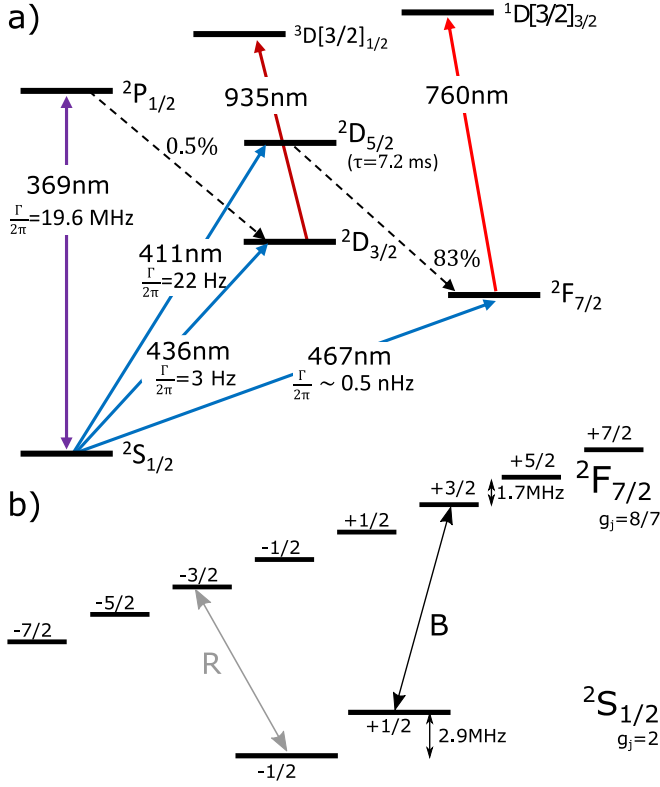 a)
³D[3/2]₁/₂
¹D[3/2]₃/₂
²P₁/₂
935nm
760nm
0.5%
²D₅/₂
(τ=7.2 ms)
369nm
Γ/2π=19.6 MHz
²D₃/₂
411nm
Γ/2π=22 Hz
83%
²F₇/₂
436nm
Γ/2π=3 Hz
467nm
Γ/2π ~ 0.5 nHz
²S₁/₂
b)
+7/2
+5/2
²F₇/₂
+3/2
1.7MHz
gⱼ=8/7
+1/2
-1/2
-3/2
-5/2
-7/2
B
R
²S₁/₂
+1/2
2.9MHz
gⱼ=2
-1/2